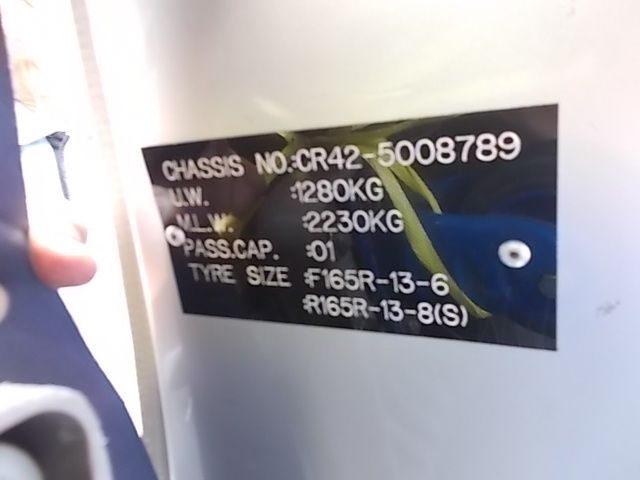 CHASSIS NO.:CR42-5008789
U.W. :1280KG
M.L.W. :2230KG
PASS.CAP. :01
TYRE SIZE :F165R-13-6
:R165R-13-8(S)